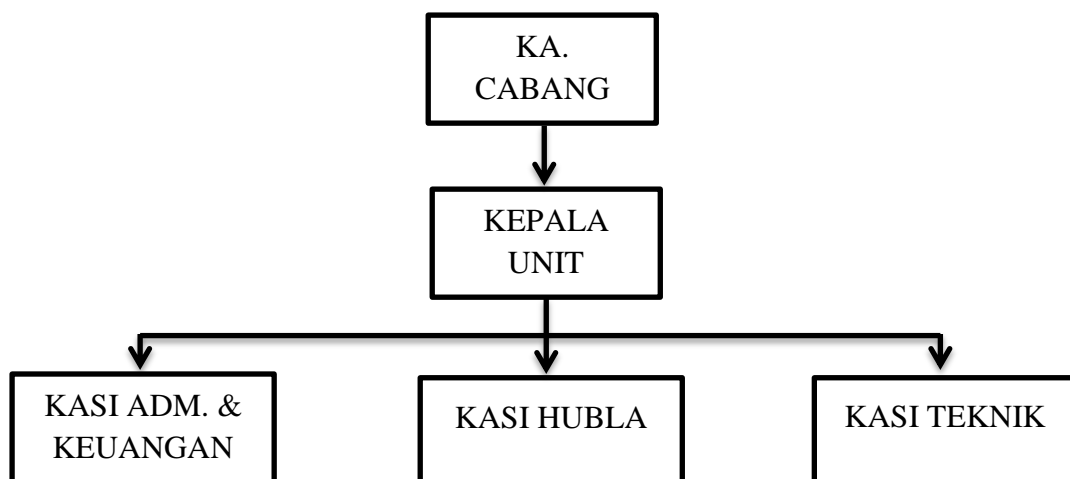 KA.
CABANG
KEPALA
UNIT
KASI ADM. &
KEUANGAN
KASI HUBLA
KASI TEKNIK